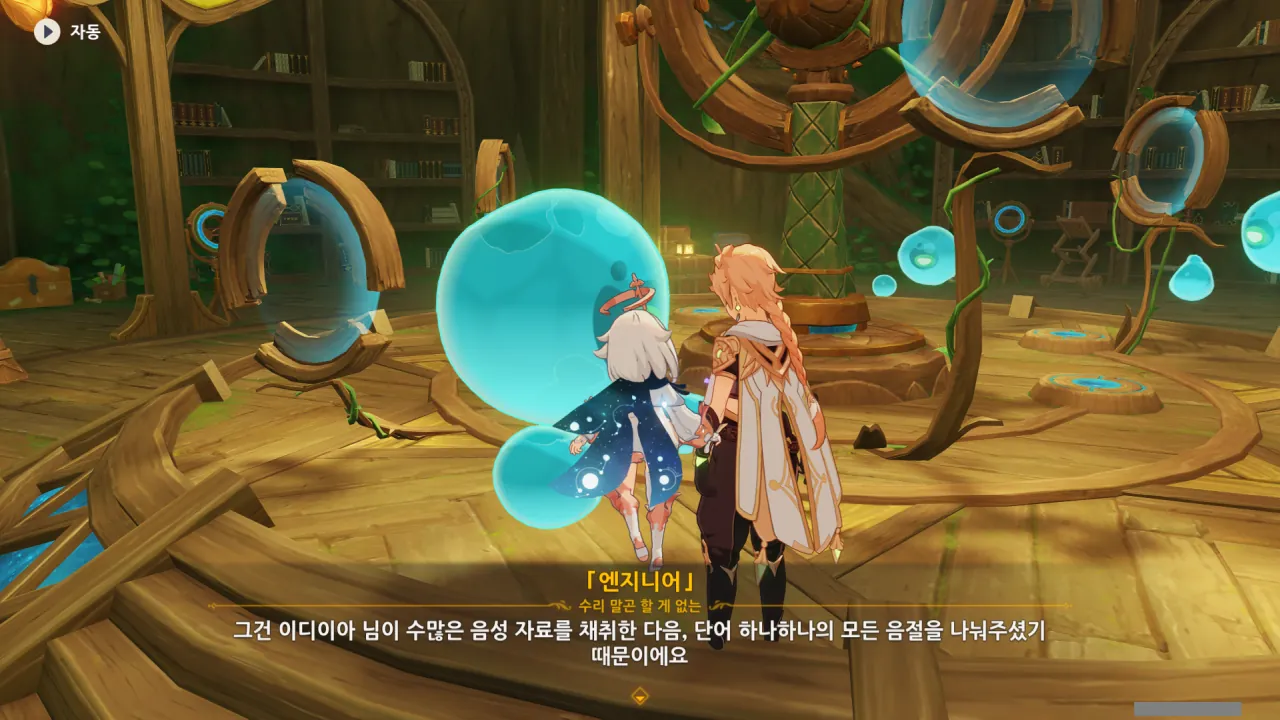 자동
「엔지니어」
수리 말곤 할 게 없는
그건 이디이아 님이 수많은 음성 자료를 채취한 다음, 단어 하나하나의 모든 음절을 나눠주셨기
때문이에요